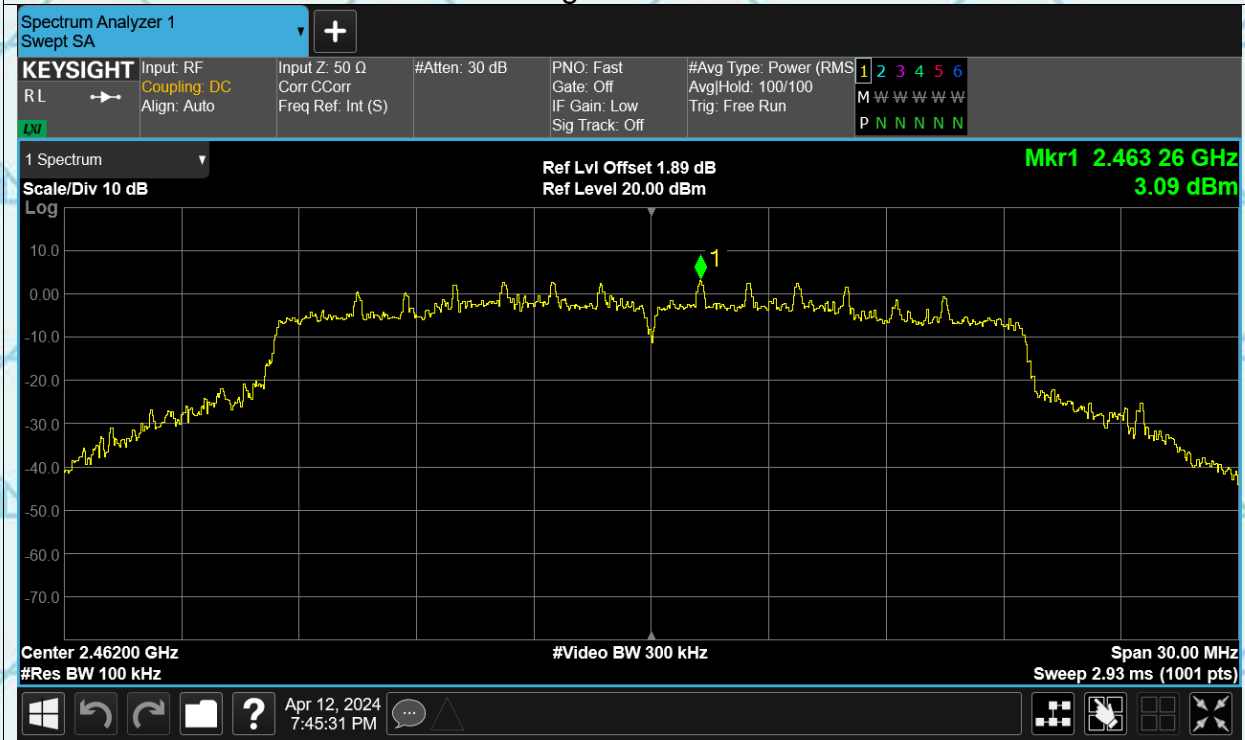 Spectrum Analyzer 1
Swept SA
+
KEYSIGHT
R L
LXI
Input: RF
Coupling: DC
Align: Auto
Input Z: 50 Ω
Corr CCorr
Freq Ref: Int (S)
#Atten: 30 dB
PNO: Fast
Gate: Off
IF Gain: Low
Sig Track: Off
#Avg Type: Power (RMS
Avg|Hold: 100/100
Trig: Free Run
1 2 3 4 5 6
M W W W W W
P N N N N N
1 Spectrum
Scale/Div 10 dB
Log
Ref Lvl Offset 1.89 dB
Ref Level 20.00 dBm
Mkr1 2.463 26 GHz
3.09 dBm
1
10.0
0.00
-10.0
-20.0
-30.0
-40.0
-50.0
-60.0
-70.0
Center 2.46200 GHz
#Res BW 100 kHz
#Video BW 300 kHz
Span 30.00 MHz
Sweep 2.93 ms (1001 pts)
?
Apr 12, 2024
7:45:31 PM